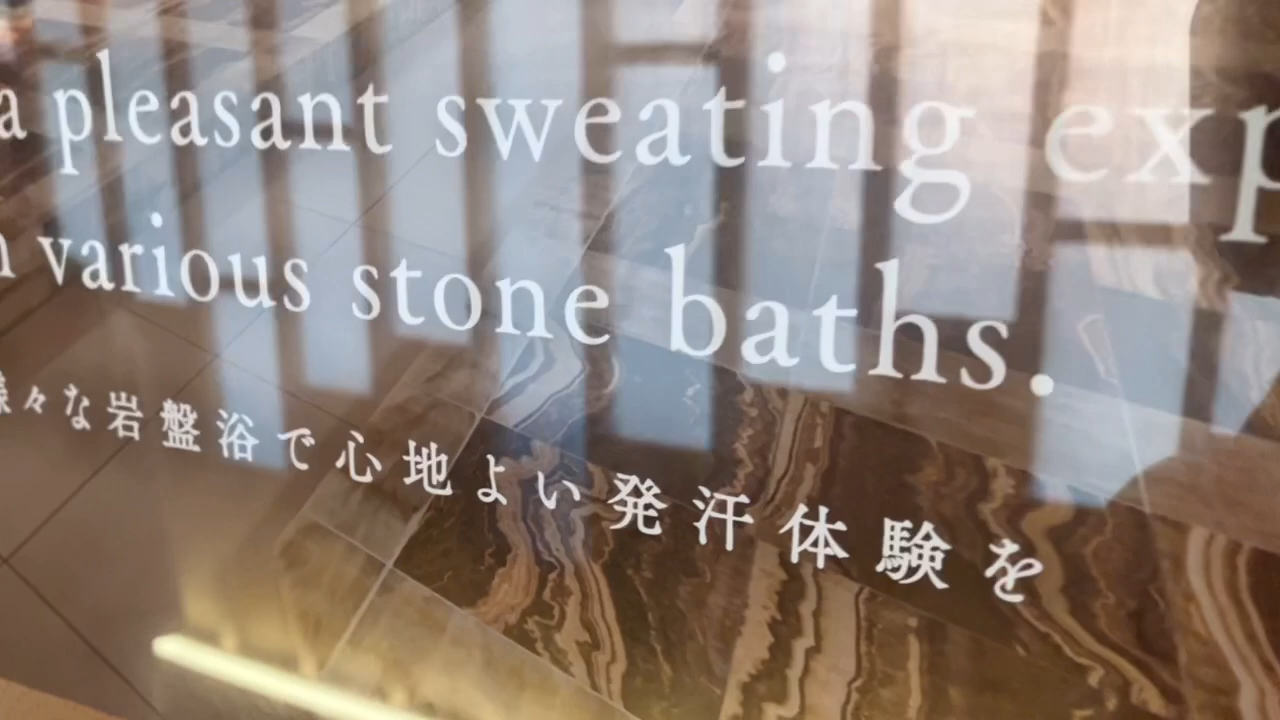 a pleasant sweating exp
n various stone baths.
様々な岩盤浴で心地よい発汗体験を